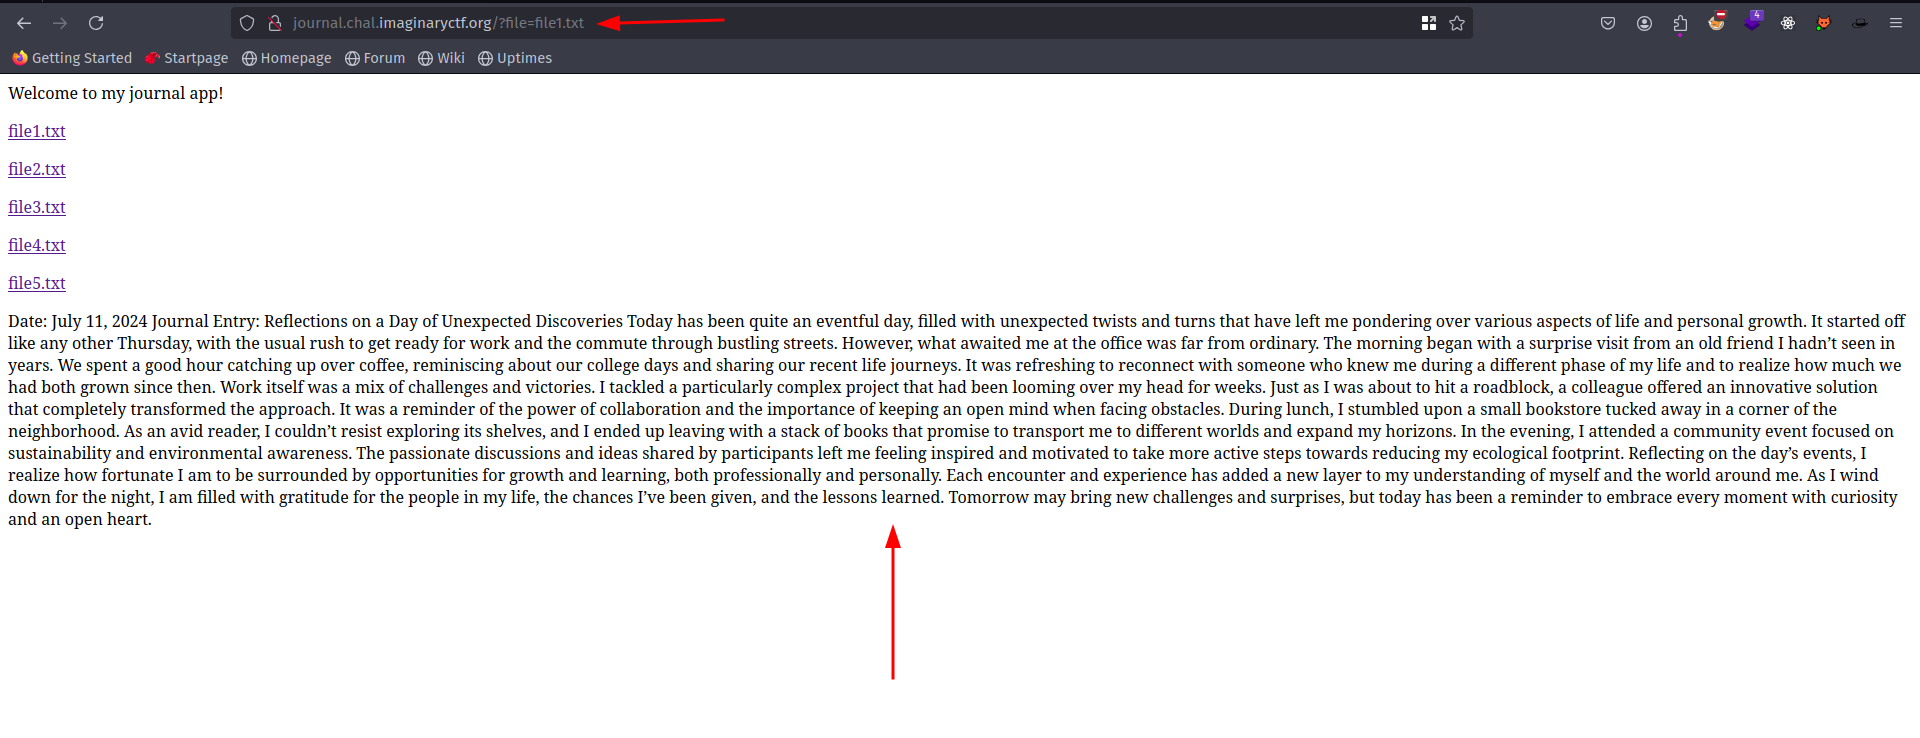 journal.chal.imaginaryctf.org/?file=file1.txt
4
Getting Started Startpage Homepage Forum Wiki Uptimes
Welcome to my journal app!
file1.txt
file2.txt
file3.txt
file4.txt
file5.txt
Date: July 11, 2024 Journal Entry: Reflections on a Day of Unexpected Discoveries Today has been quite an eventful day, filled with unexpected twists and turns that have left me pondering over various aspects of life and personal growth. It started off
like any other Thursday, with the usual rush to get ready for work and the commute through bustling streets. However, what awaited me at the office was far from ordinary. The morning began with a surprise visit from an old friend I hadn’t seen in
years. We spent a good hour catching up over coffee, reminiscing about our college days and sharing our recent life journeys. It was refreshing to reconnect with someone who knew me during a different phase of my life and to realize how much we
had both grown since then. Work itself was a mix of challenges and victories. I tackled a particularly complex project that had been looming over my head for weeks. Just as I was about to hit a roadblock, a colleague offered an innovative solution
that completely transformed the approach. It was a reminder of the power of collaboration and the importance of keeping an open mind when facing obstacles. During lunch, I stumbled upon a small bookstore tucked away in a corner of the
neighborhood. As an avid reader, I couldn’t resist exploring its shelves, and I ended up leaving with a stack of books that promise to transport me to different worlds and expand my horizons. In the evening, I attended a community event focused on
sustainability and environmental awareness. The passionate discussions and ideas shared by participants left me feeling inspired and motivated to take more active steps towards reducing my ecological footprint. Reflecting on the day’s events, I
realize how fortunate I am to be surrounded by opportunities for growth and learning, both professionally and personally. Each encounter and experience has added a new layer to my understanding of myself and the world around me. As I wind
down for the night, I am filled with gratitude for the people in my life, the chances I’ve been given, and the lessons learned. Tomorrow may bring new challenges and surprises, but today has been a reminder to embrace every moment with curiosity
and an open heart.